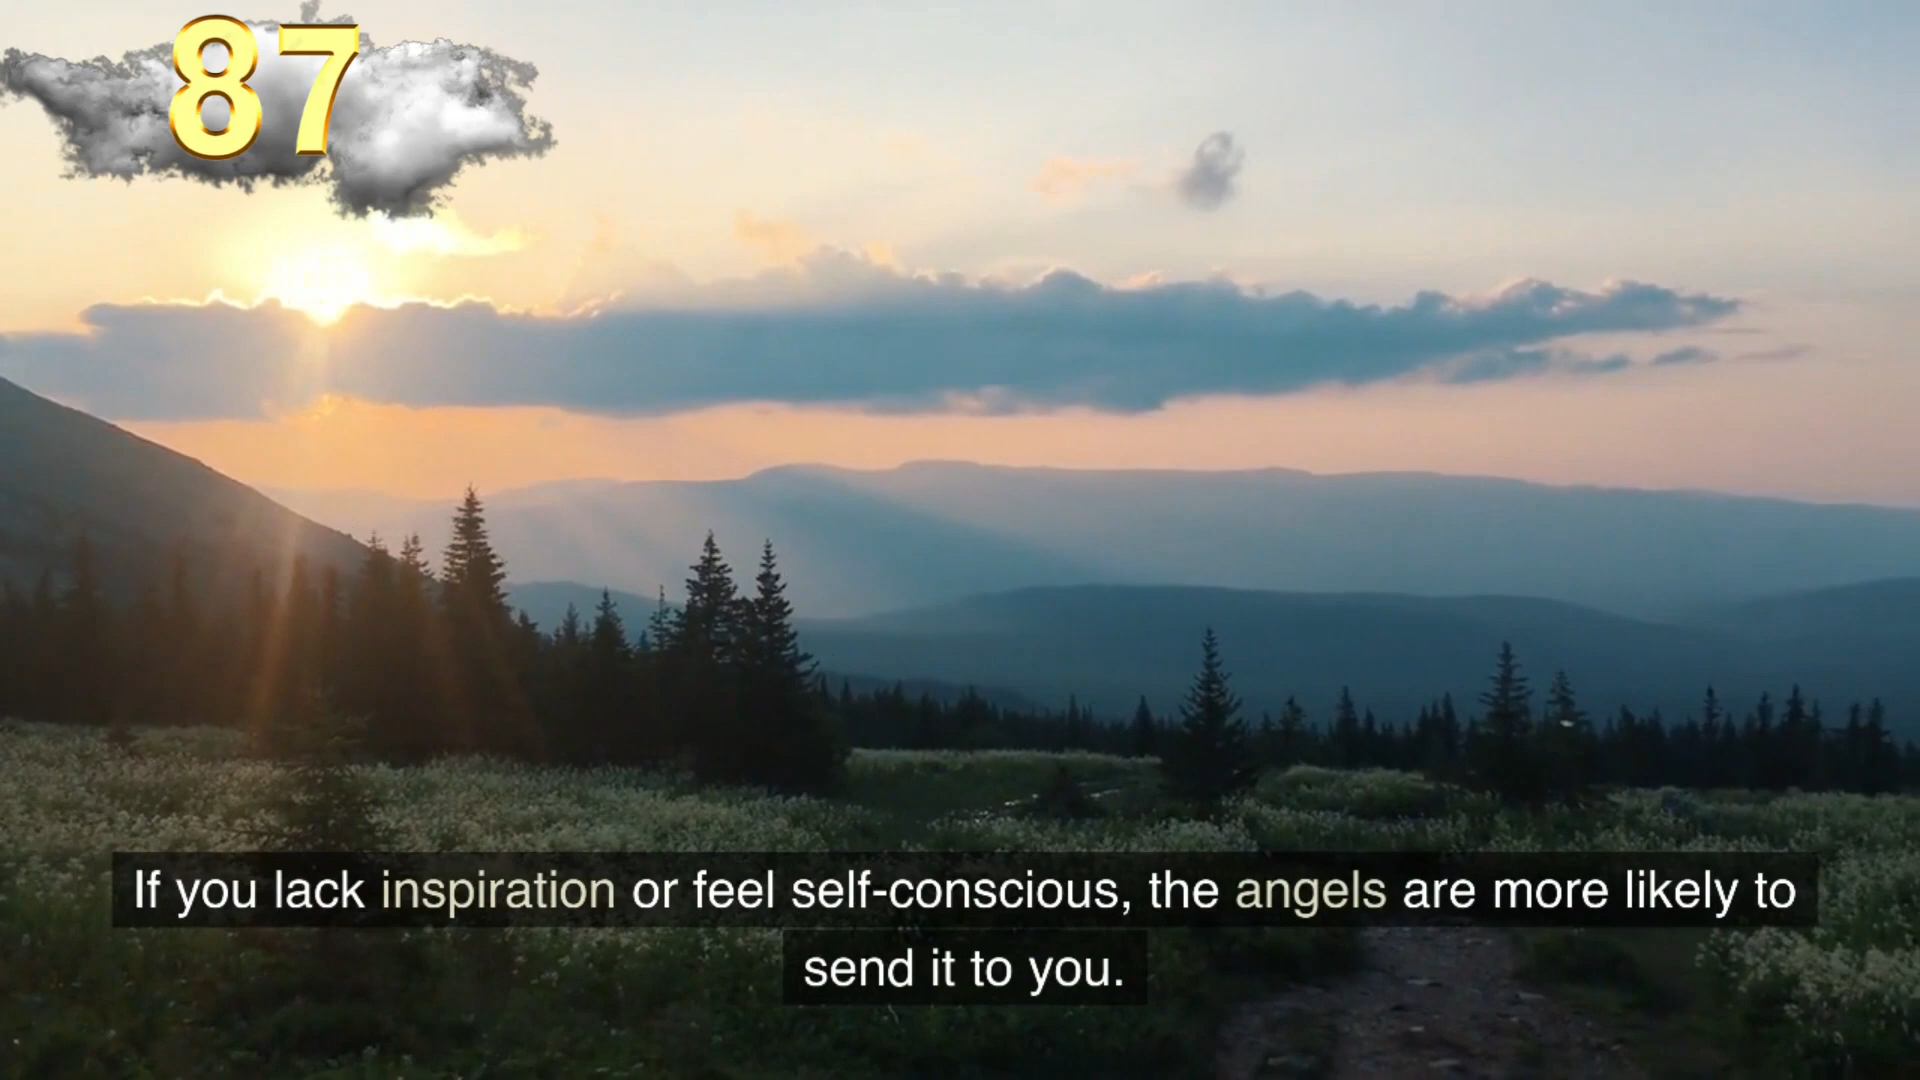 87
If you lack inspiration or feel self-conscious, the angels are more likely to
send it to you.